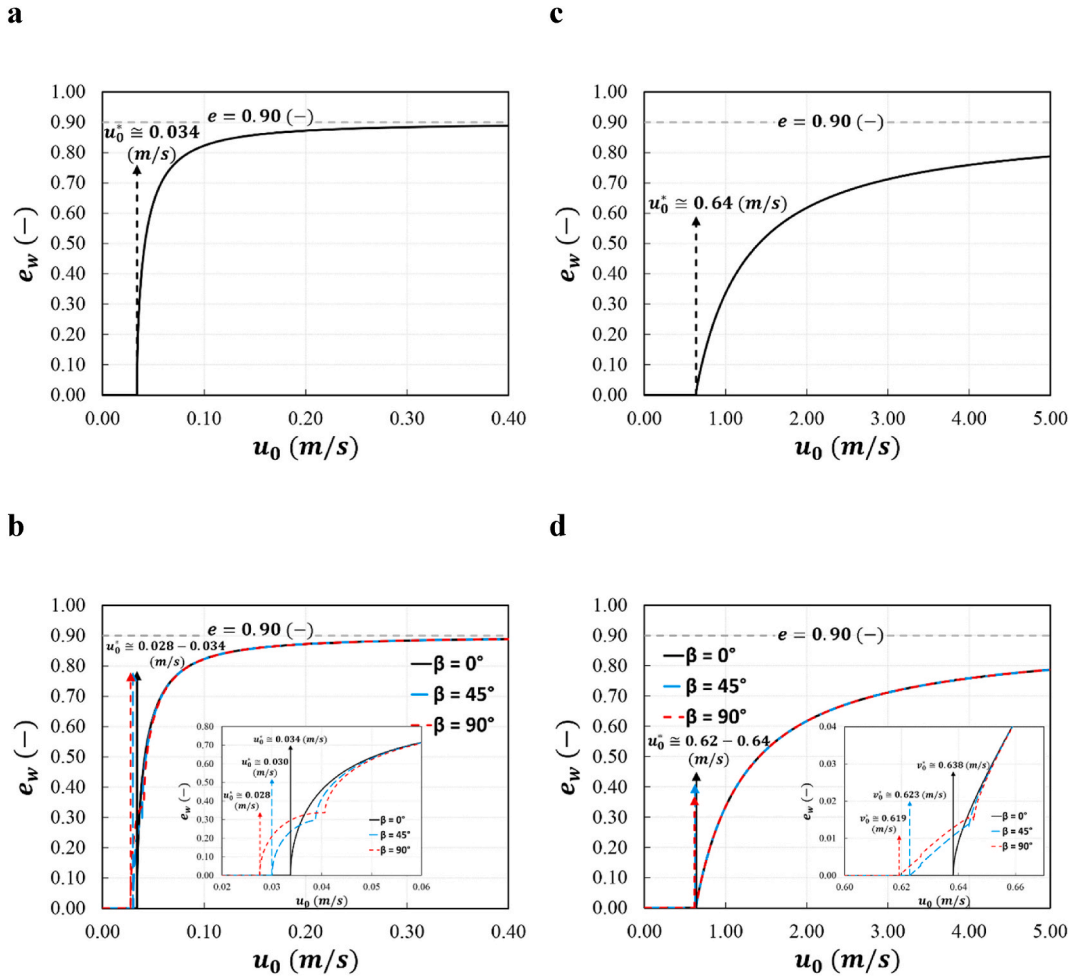 a
1.00
0.90
0.80
0.70
0.60
0.50
0.40
0.30
0.20
0.10
0.00
e_w (−)
e = 0.90 (−)
u_0^* ≅ 0.034
(m/s)
0.00 0.10 0.20 0.30 0.40
u_0 (m/s)
c
1.00
0.90
0.80
0.70
0.60
0.50
0.40
0.30
0.20
0.10
0.00
e_w (−)
e = 0.90 (−)
u_0^* ≅ 0.64 (m/s)
0.00 1.00 2.00 3.00 4.00 5.00
u_0 (m/s)
b
1.00
0.90
0.80
0.70
0.60
0.50
0.40
0.30
0.20
0.10
0.00
e_w (−)
e = 0.90 (−)
u_0^* ≅ 0.028 − 0.034
(m/s)
β = 0°
β = 45°
β = 90°
0.80
0.70
0.60
0.50
0.40
0.30
0.20
0.10
0.00
e_w (−)
u_0^* ≅ 0.034 (m/s)
u_0^* ≅ 0.030
(m/s)
u_0^* ≅ 0.028
(m/s)
β = 0°
β = 45°
β = 90°
0.02 0.03 0.04 0.05 0.06
u_0 (m/s)
0.00 0.10 0.20 0.30 0.40
u_0 (m/s)
d
1.00
0.90
0.80
0.70
0.60
0.50
0.40
0.30
0.20
0.10
0.00
e_w (−)
e = 0.90 (−)
β = 0°
β = 45°
β = 90°
u_0^* ≅ 0.62 − 0.64
(m/s)
0.04
0.03
0.02
0.01
0.00
e_w (−)
v_0^* ≅ 0.638 (m/s)
v_0^* ≅ 0.623 (m/s)
v_0^* ≅ 0.619
(m/s)
β = 0°
β = 45°
β = 90°
0.60 0.62 0.64 0.66
u_0 (m/s)
0.00 1.00 2.00 3.00 4.00 5.00
u_0 (m/s)